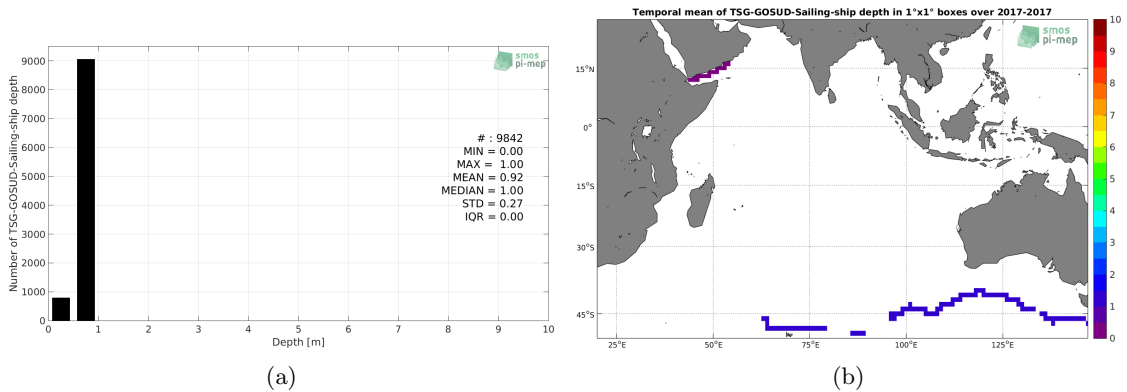 smos
pi-mep
9000
8000
7000
6000
5000
4000
3000
2000
1000
0
Number of TSG-GOSUD-Sailing-ship depth
# : 9842
MIN = 0.00
MAX = 1.00
MEAN = 0.92
MEDIAN = 1.00
STD = 0.27
IQR = 0.00
0 1 2 3 4 5 6 7 8 9 10
Depth [m]
(a)
Temporal mean of TSG-GOSUD-Sailing-ship depth in 1°x1° boxes over 2017-2017
smos
pi-mep
15°N
0°
15°S
30°S
45°S
25°E 50°E 75°E 100°E 125°E
10
9
8
7
6
5
4
3
2
1
0
(b)